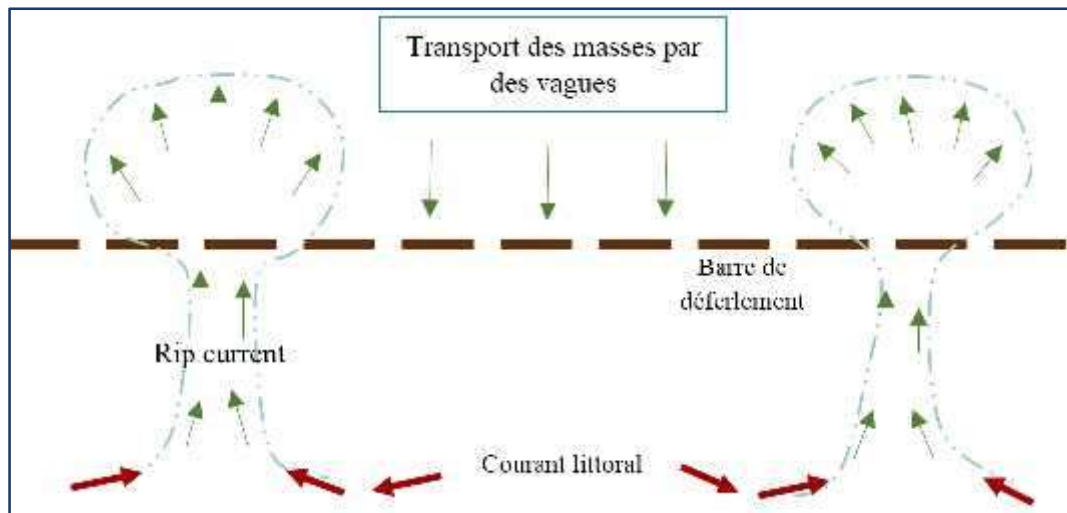 Transport des masses par
des vagues
Barre de
déferlement
Rip current
Courant littoral